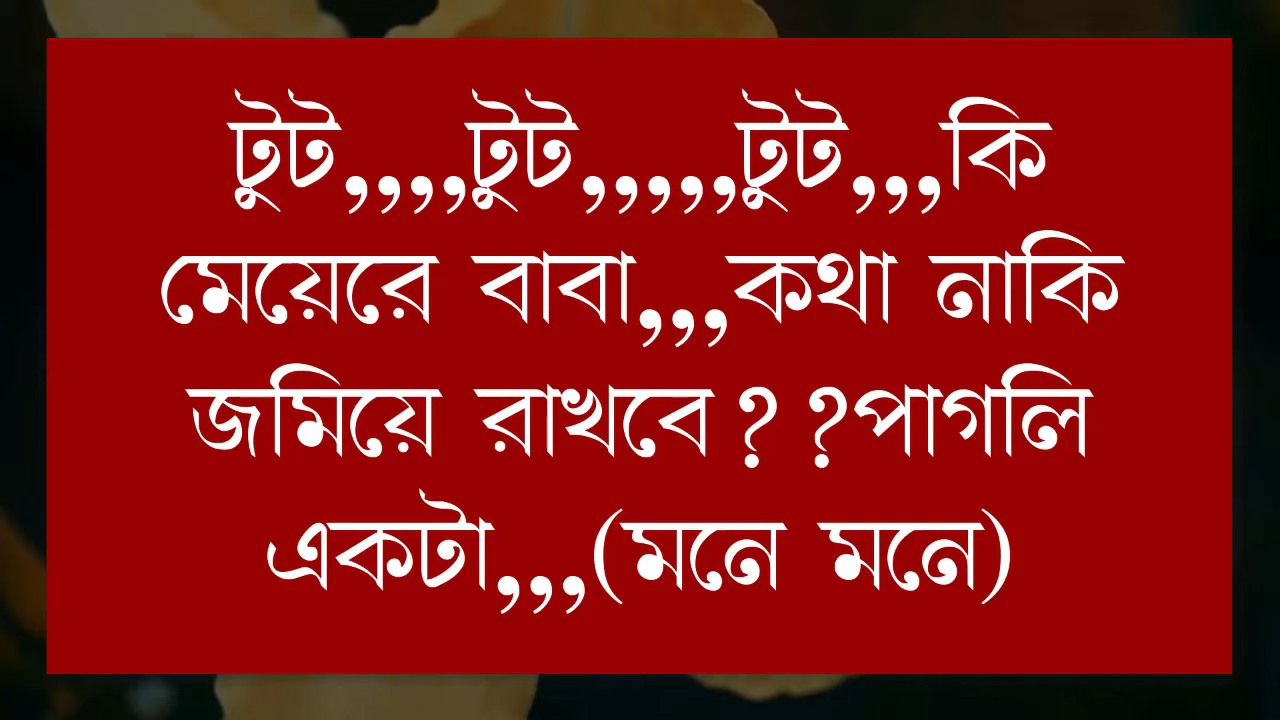 টুট,,,,টুট,,,,,টুট,,,কি
মেয়েরে বাবা,,,কথা নাকি
জমিয়ে রাখবে? ?পাগলি
একটা,,,(মনে মনে)